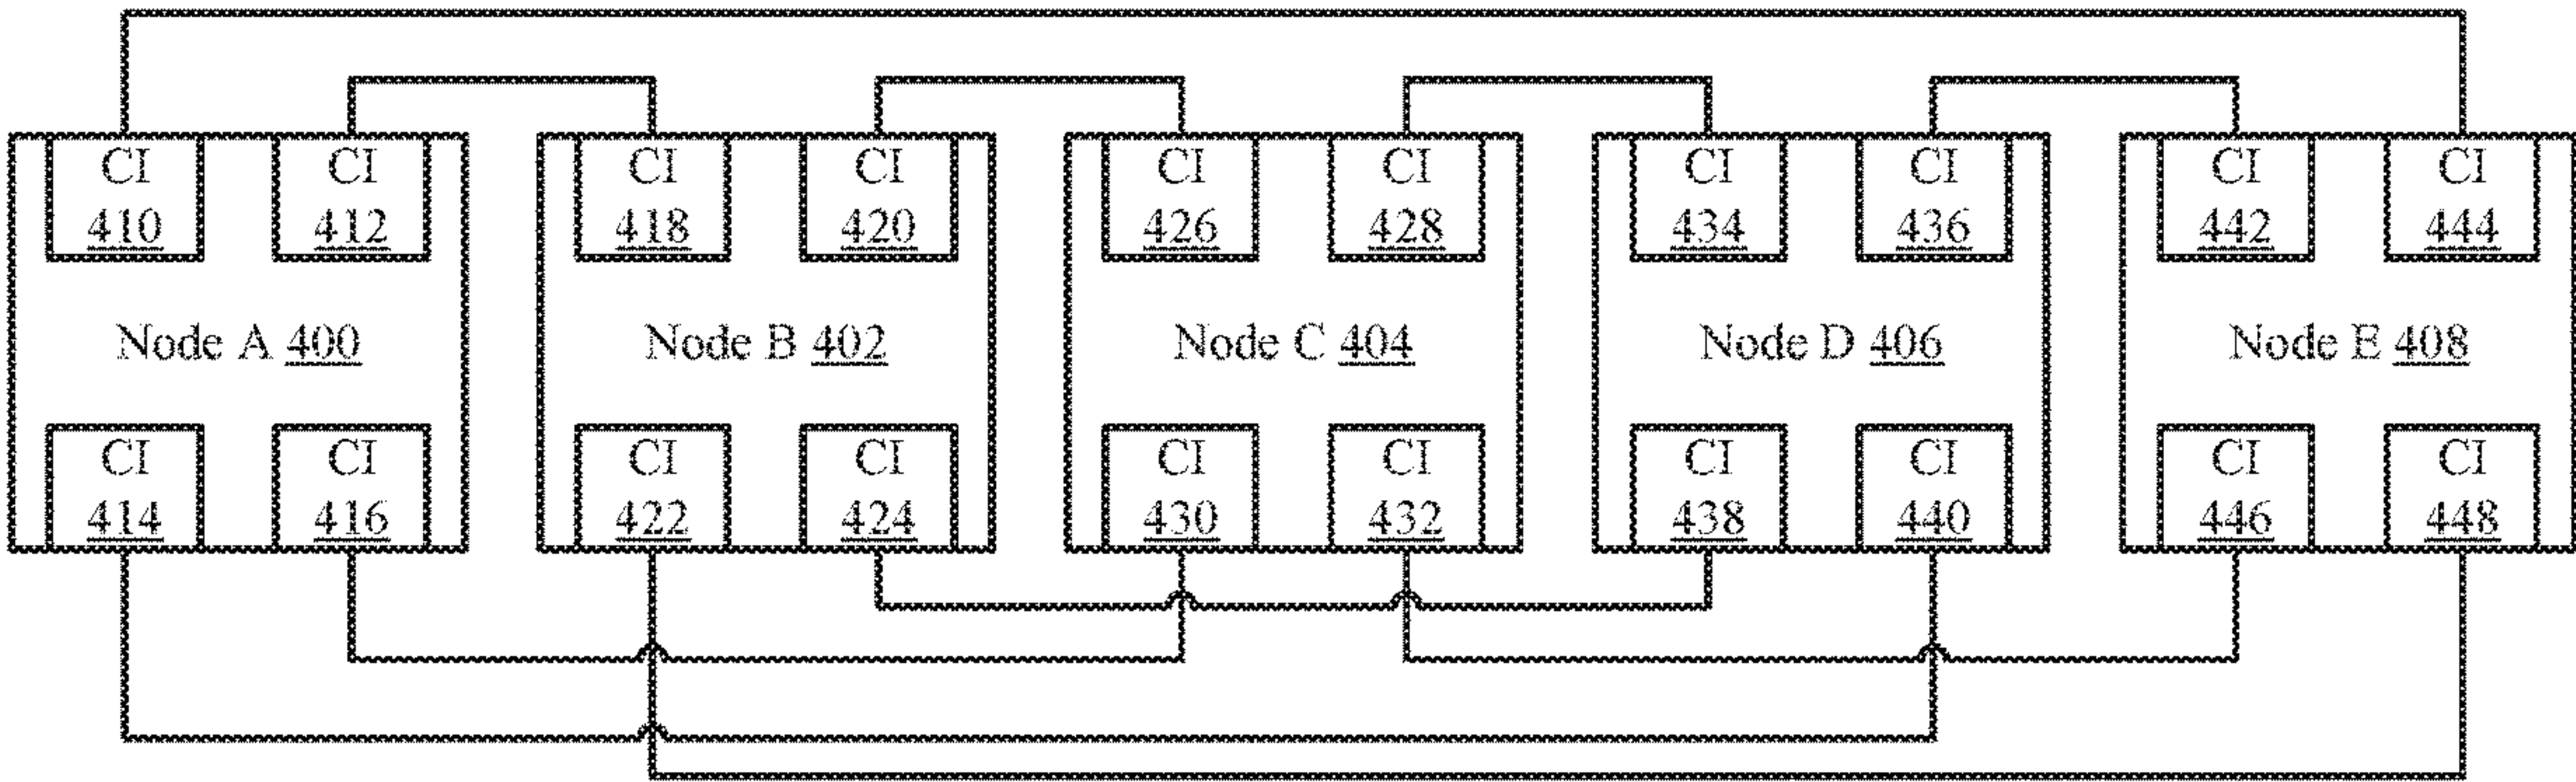 CI CI CI CI CI CI CI CI CI CI
410 412 418 420 426 428 434 436 442 444
Node A 400 Node B 402 Node C 404 Node D 406 Node E 408
CI CI CI CI CI CI CI CI CI CI
414 416 422 424 430 432 438 440 446 448